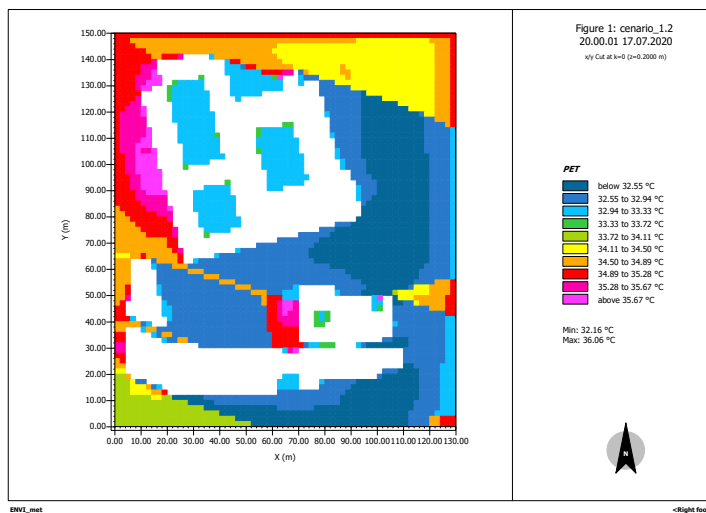 Figure 1: cenario_1.2
20.00.01 17.07.2020
x/y Cut at k=0 (z=0.2000 m)
150.00
140.00
130.00
120.00
110.00
100.00
90.00
80.00
70.00
60.00
50.00
40.00
30.00
20.00
10.00
0.00
Y (m)
0.00 10.00 20.00 30.00 40.00 50.00 60.00 70.00 80.00 90.00 100.00 110.00 120.00 130.00
X (m)
PET
below 32.55 °C
32.55 to 32.94 °C
32.94 to 33.33 °C
33.33 to 33.72 °C
33.72 to 34.11 °C
34.11 to 34.50 °C
34.50 to 34.89 °C
34.89 to 35.28 °C
35.28 to 35.67 °C
above 35.67 °C
Min: 32.16 °C
Max: 36.06 °C
N
ENVI_met
<Right foo